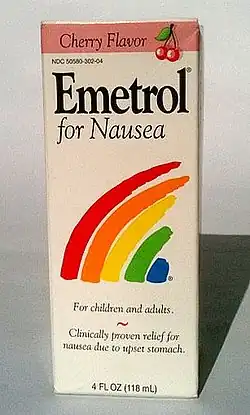 Cherry Flavor
NDC 50580-302-04
Emetrol®
for Nausea
®
For children and adults.
~
Clinically proven relief for
nausea due to upset stomach.
4 FL OZ (118 mL)